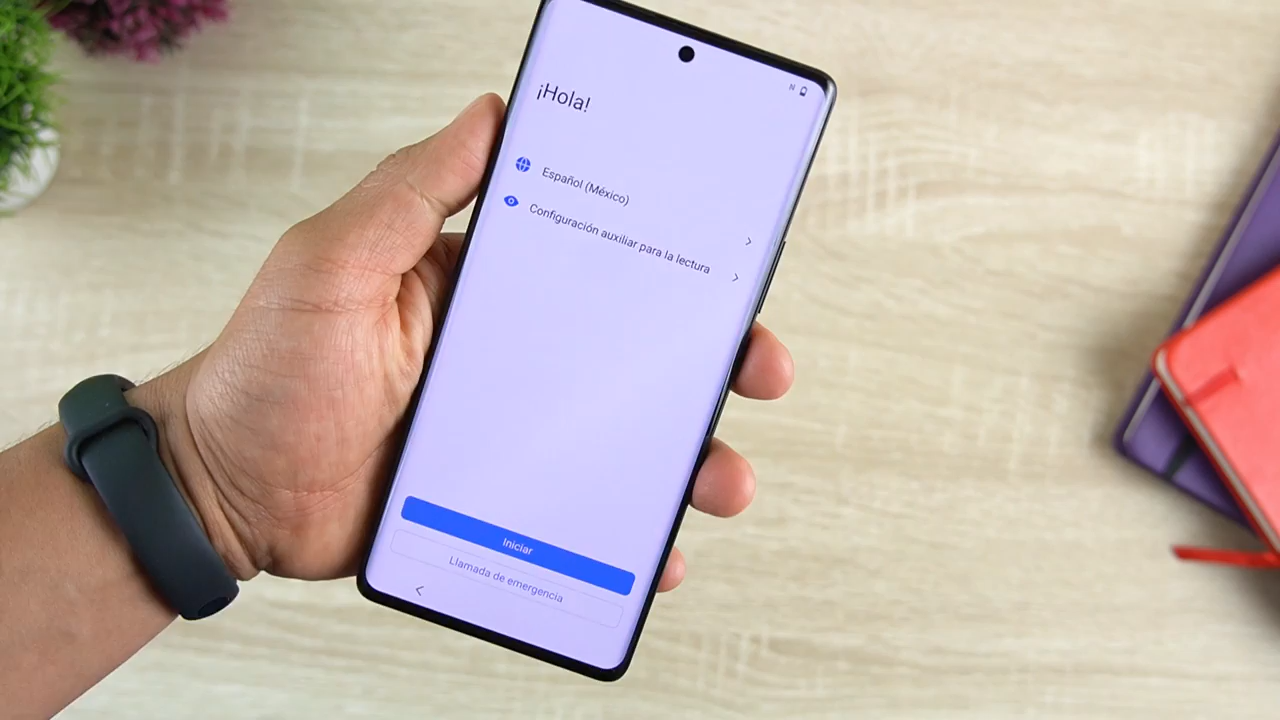 N
¡Hola!
Español (México)
Configuración auxiliar para la lectura
Iniciar
Llamada de emergencia